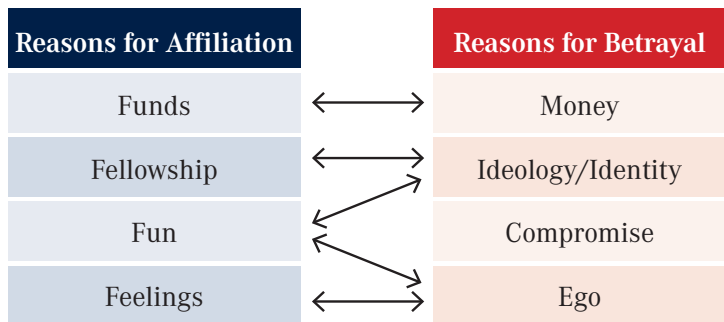 Reasons for Affiliation Reasons for Betrayal
Funds Money
Fellowship Ideology/Identity
Fun Compromise
Feelings Ego